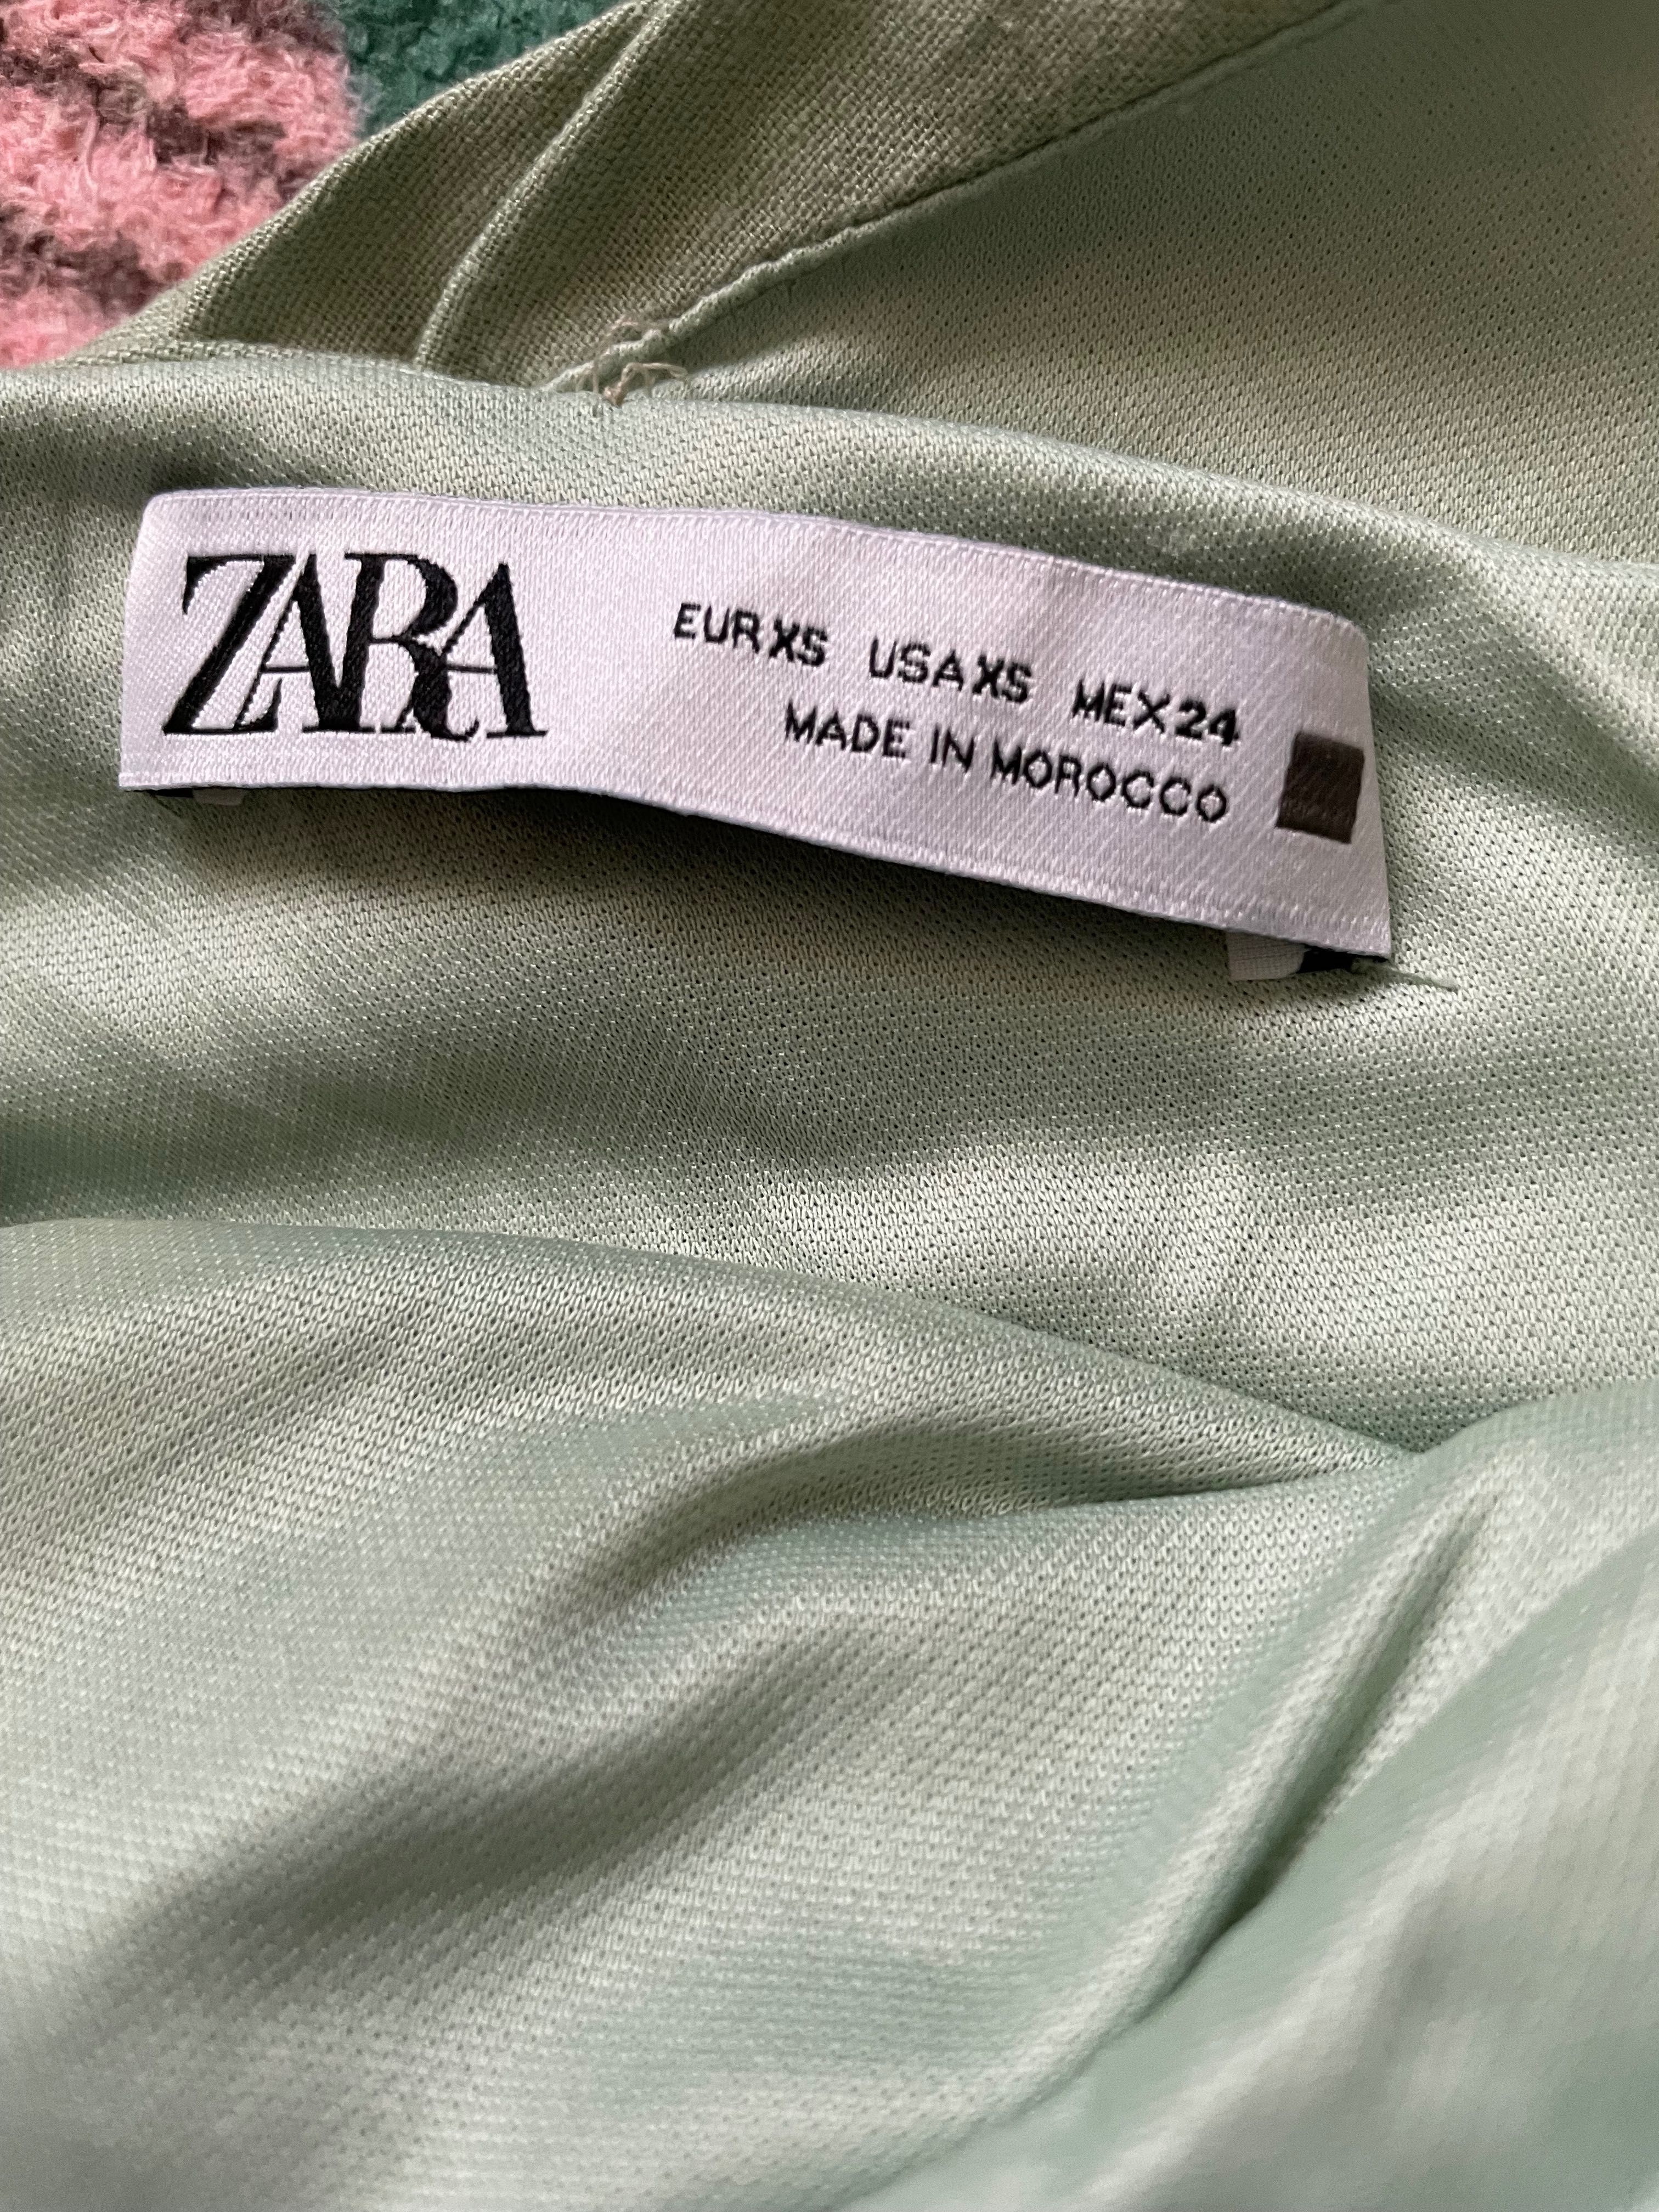 ZARA
EUR XS USA XS MEX 24
MADE IN MOROCCO